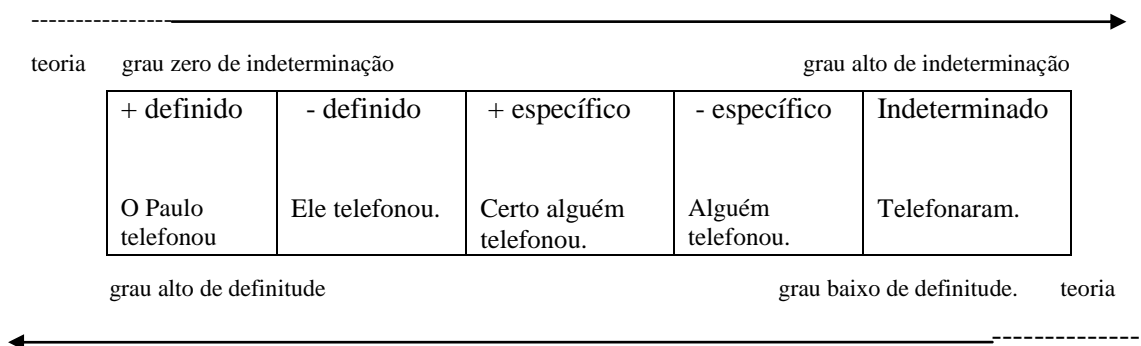 teoria grau zero de indeterminação grau alto de indeterminação
+ definido - definido + específico - específico Indeterminado
O Paulo telefonou Ele telefonou. Certo alguém telefonou. Alguém telefonou. Telefonaram.
grau alto de definitude grau baixo de definitude. teoria